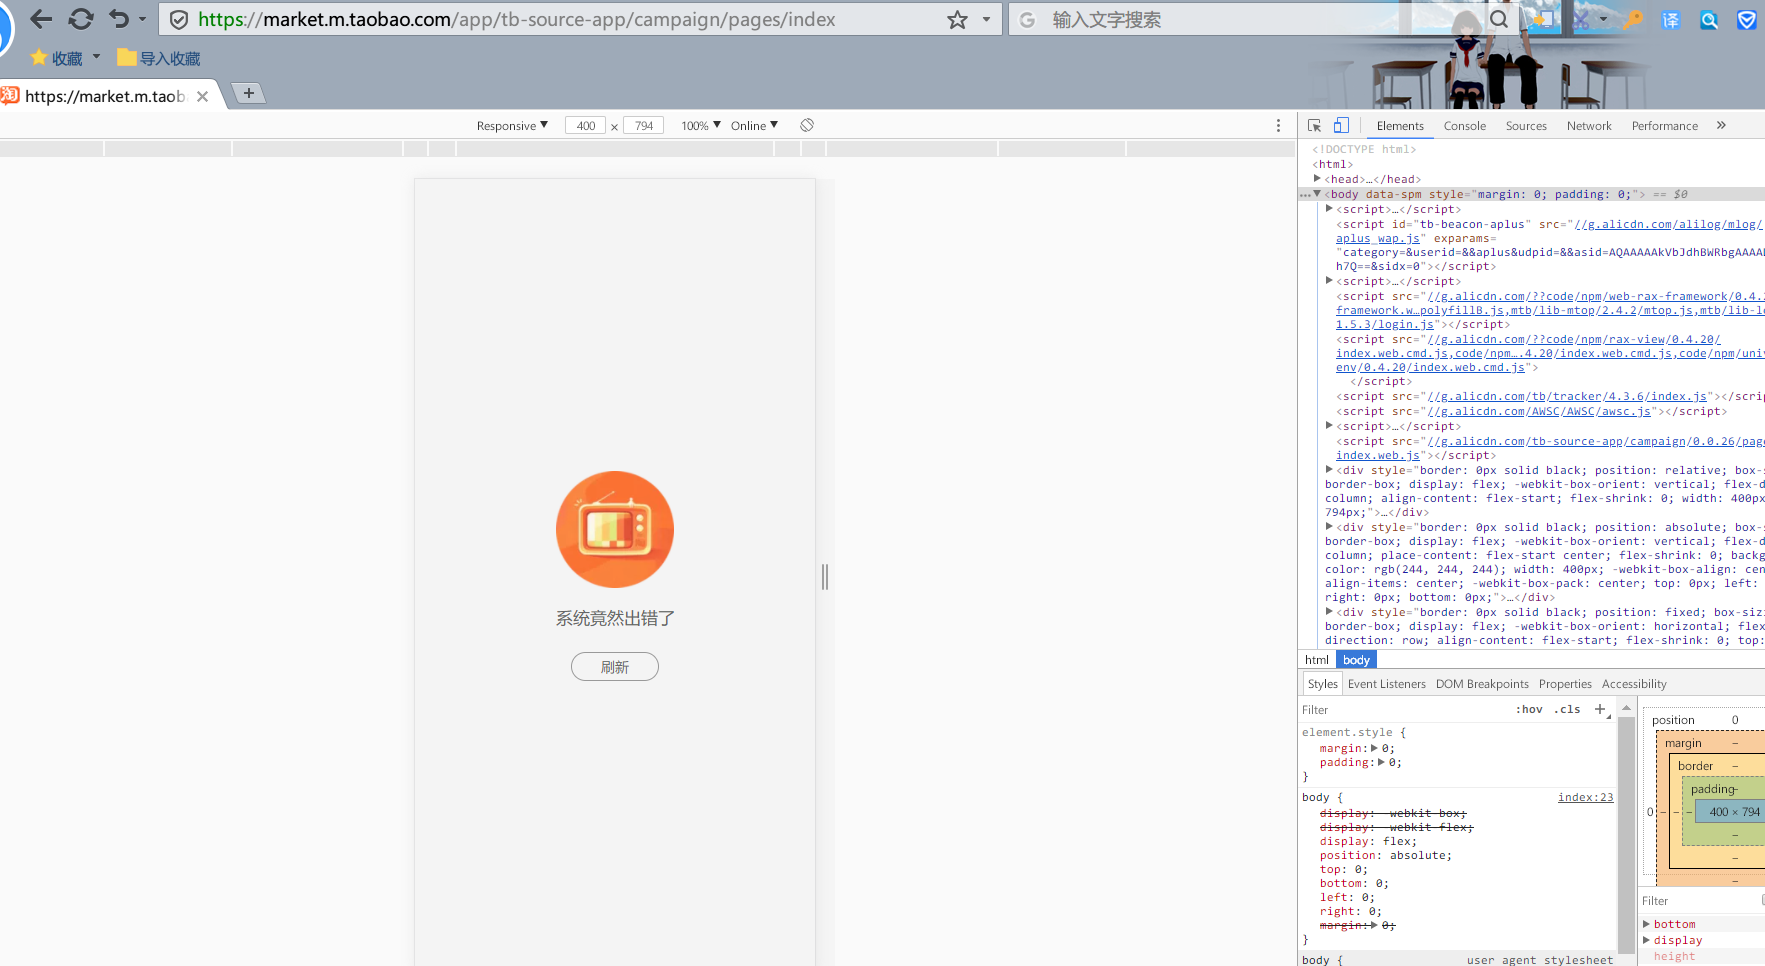 https://market.m.taobao.com/app/tb-source-app/campaign/pages/index
输入文字搜索
译
收藏
导入收藏
淘
https://market.m.taob
Responsive ▼ 400 x 794 100% ▼ Online ▼
Elements Console Sources Network Performance »
<!DOCTYPE html>
<html>
<head>…</head>
<body data-spm style="margin: 0; padding: 0;"> == $0
<script>…</script>
<script id="tb-beacon-aplus" src="//g.alicdn.com/alilog/mlog/
aplus_wap.js" exparams=
"category=&userid=&&aplus&udpid=&&asid=AQAAAAAkVbJdhBWRbgAAAA
h7Q==&sidx=0"></script>
<script>…</script>
<script src="//g.alicdn.com/??code/npm/web-rax-framework/0.4.
framework.w…polyfillB.js,mtb/lib-mtop/2.4.2/mtop.js,mtb/lib-l
1.5.3/login.js"></script>
<script src="//g.alicdn.com/??code/npm/rax-view/0.4.20/
index.web.cmd.js,code/npm….4.20/index.web.cmd.js,code/npm/uni
env/0.4.20/index.web.cmd.js">
</script>
<script src="//g.alicdn.com/tb/tracker/4.3.6/index.js"></scri
<script src="//g.alicdn.com/AWSC/AWSC/awsc.js"></script>
<script>…</script>
<script src="//g.alicdn.com/tb-source-app/campaign/0.0.26/page
index.web.js"></script>
<div style="border: 0px solid black; position: relative; box-s
border-box; display: flex; -webkit-box-orient: vertical; flex-d
column; align-content: flex-start; flex-shrink: 0; width: 400px
794px;">…</div>
<div style="border: 0px solid black; position: absolute; box-s
border-box; display: flex; -webkit-box-orient: vertical; flex-d
column; place-content: flex-start center; flex-shrink: 0; backg
color: rgb(244, 244, 244); width: 400px; -webkit-box-align: cen
align-items: center; -webkit-box-pack: center; top: 0px; left:
right: 0px; bottom: 0px;">…</div>
<div style="border: 0px solid black; position: fixed; box-sizi
border-box; display: flex; -webkit-box-orient: horizontal; flex
direction: row; align-content: flex-start; flex-shrink: 0; top:
系统竟然出错了
刷新
html body
Styles Event Listeners DOM Breakpoints Properties Accessibility
Filter :hov .cls +
element.style {
margin: 0;
padding: 0;
}
body { index:23
display: -webkit-box;
display: -webkit-flex;
display: flex;
position: absolute;
top: 0;
bottom: 0;
left: 0;
right: 0;
margin: 0;
}
body { user agent stylesheet
position 0
margin –
border –
padding-
0 – – – 400 × 794
–
–
–
Filter
bottom
display
height